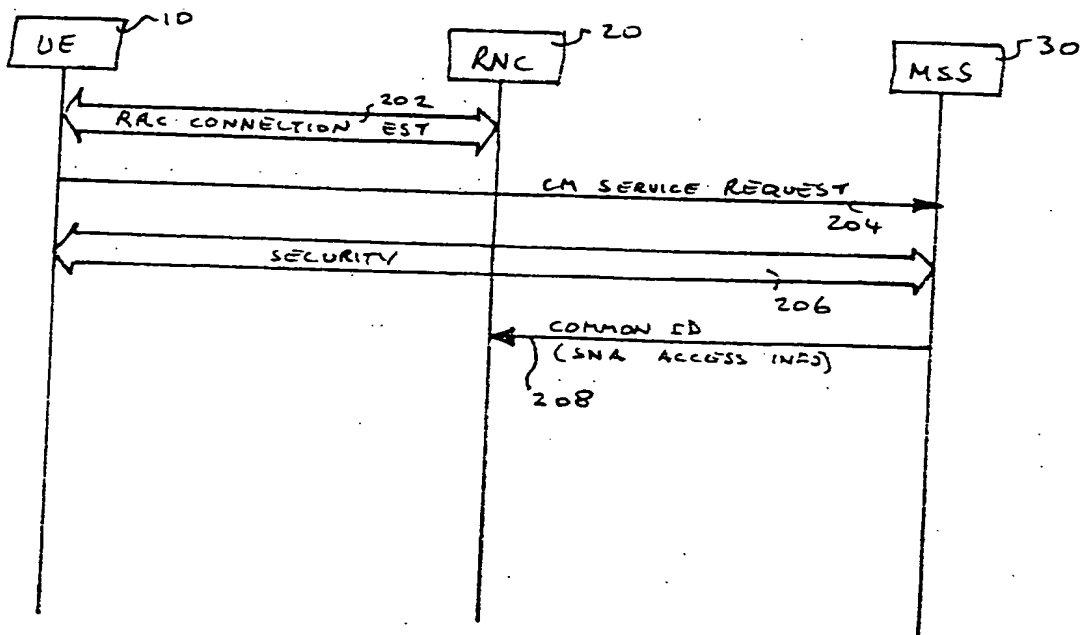 UE 10
RNC 20
MSS 30
202
RRC CONNECTION EST
CM SERVICE REQUEST
204
SECURITY
206
COMMON ID
(SNA ACCESS INFO)
208